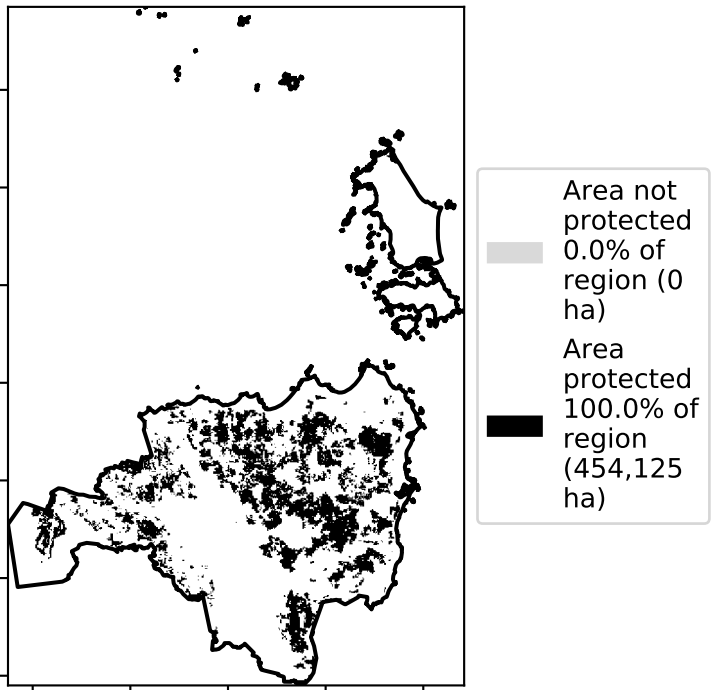 Area not
protected
0.0% of
region (0
ha)
Area
protected
100.0% of
region
(454,125
ha)